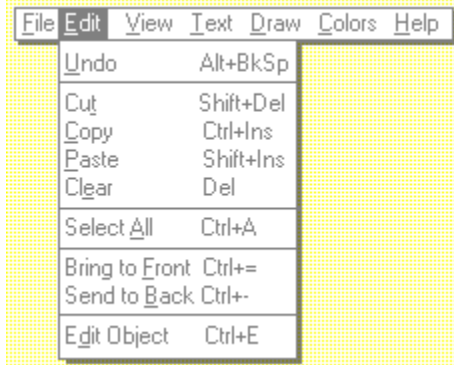 File Edit View Text Draw Colors Help
Undo Alt+BkSp
Cut Shift+Del
Copy Ctrl+Ins
Paste Shift+Ins
Clear Del
Select All Ctrl+A
Bring to Front Ctrl+=
Send to Back Ctrl+-
Edit Object Ctrl+E